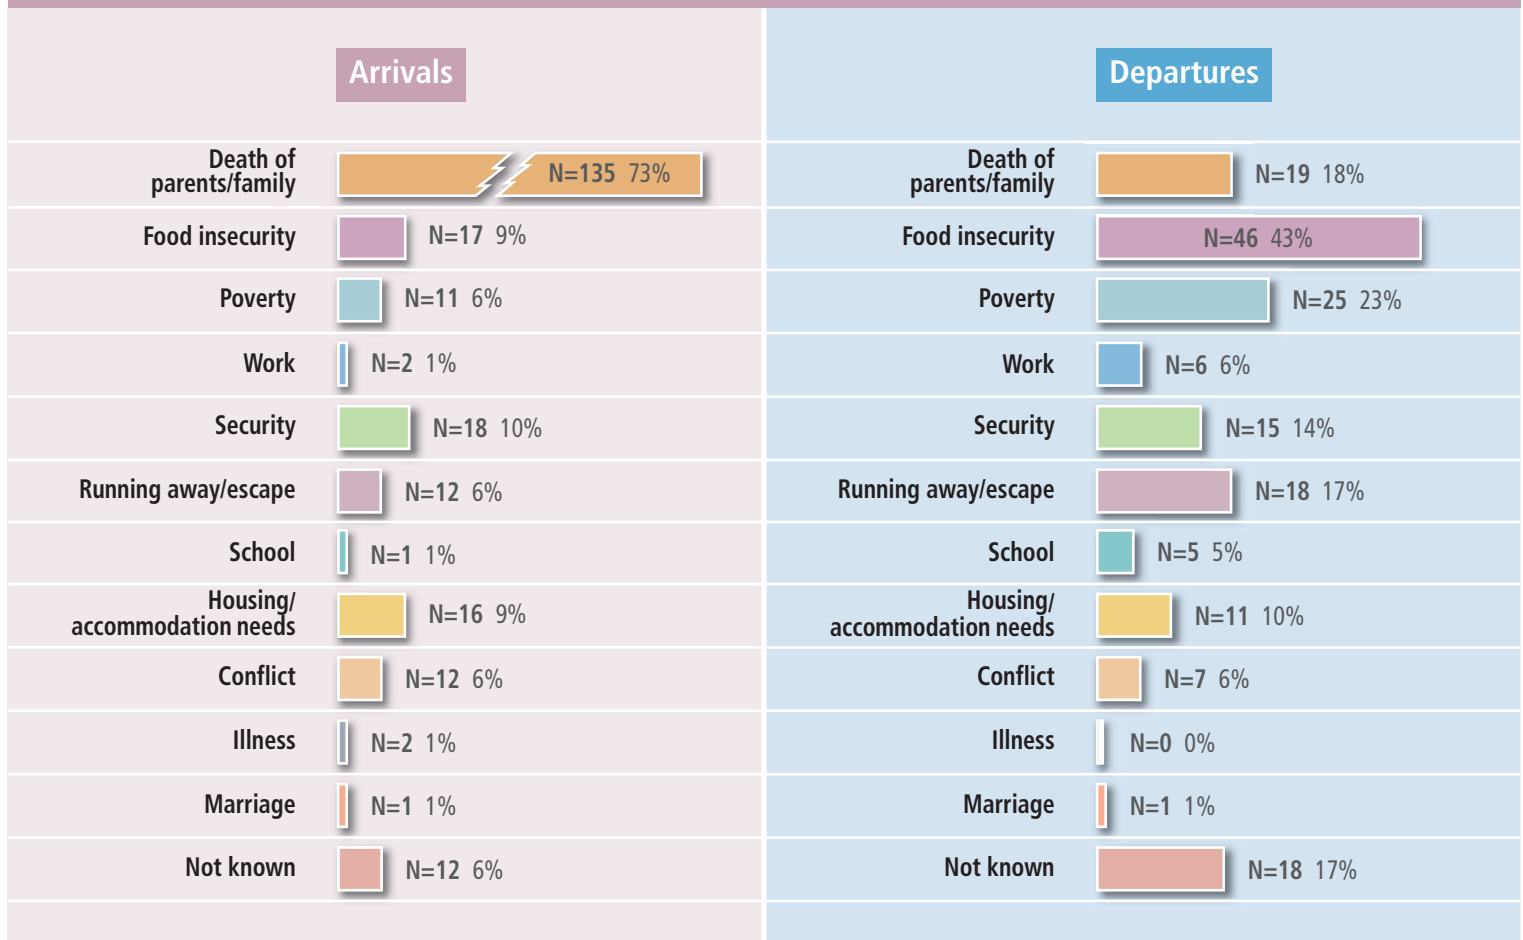 Arrivals
Death of
parents/family
N=135 73%
Food insecurity
N=17 9%
Poverty
N=11 6%
Work
N=2 1%
Security
N=18 10%
Running away/escape
N=12 6%
School
N=1 1%
Housing/
accommodation needs
N=16 9%
Conflict
N=12 6%
Illness
N=2 1%
Marriage
N=1 1%
Not known
N=12 6%
Departures
Death of
parents/family
N=19 18%
Food insecurity
N=46 43%
Poverty
N=25 23%
Work
N=6 6%
Security
N=15 14%
Running away/escape
N=18 17%
School
N=5 5%
Housing/
accommodation needs
N=11 10%
Conflict
N=7 6%
Illness
N=0 0%
Marriage
N=1 1%
Not known
N=18 17%